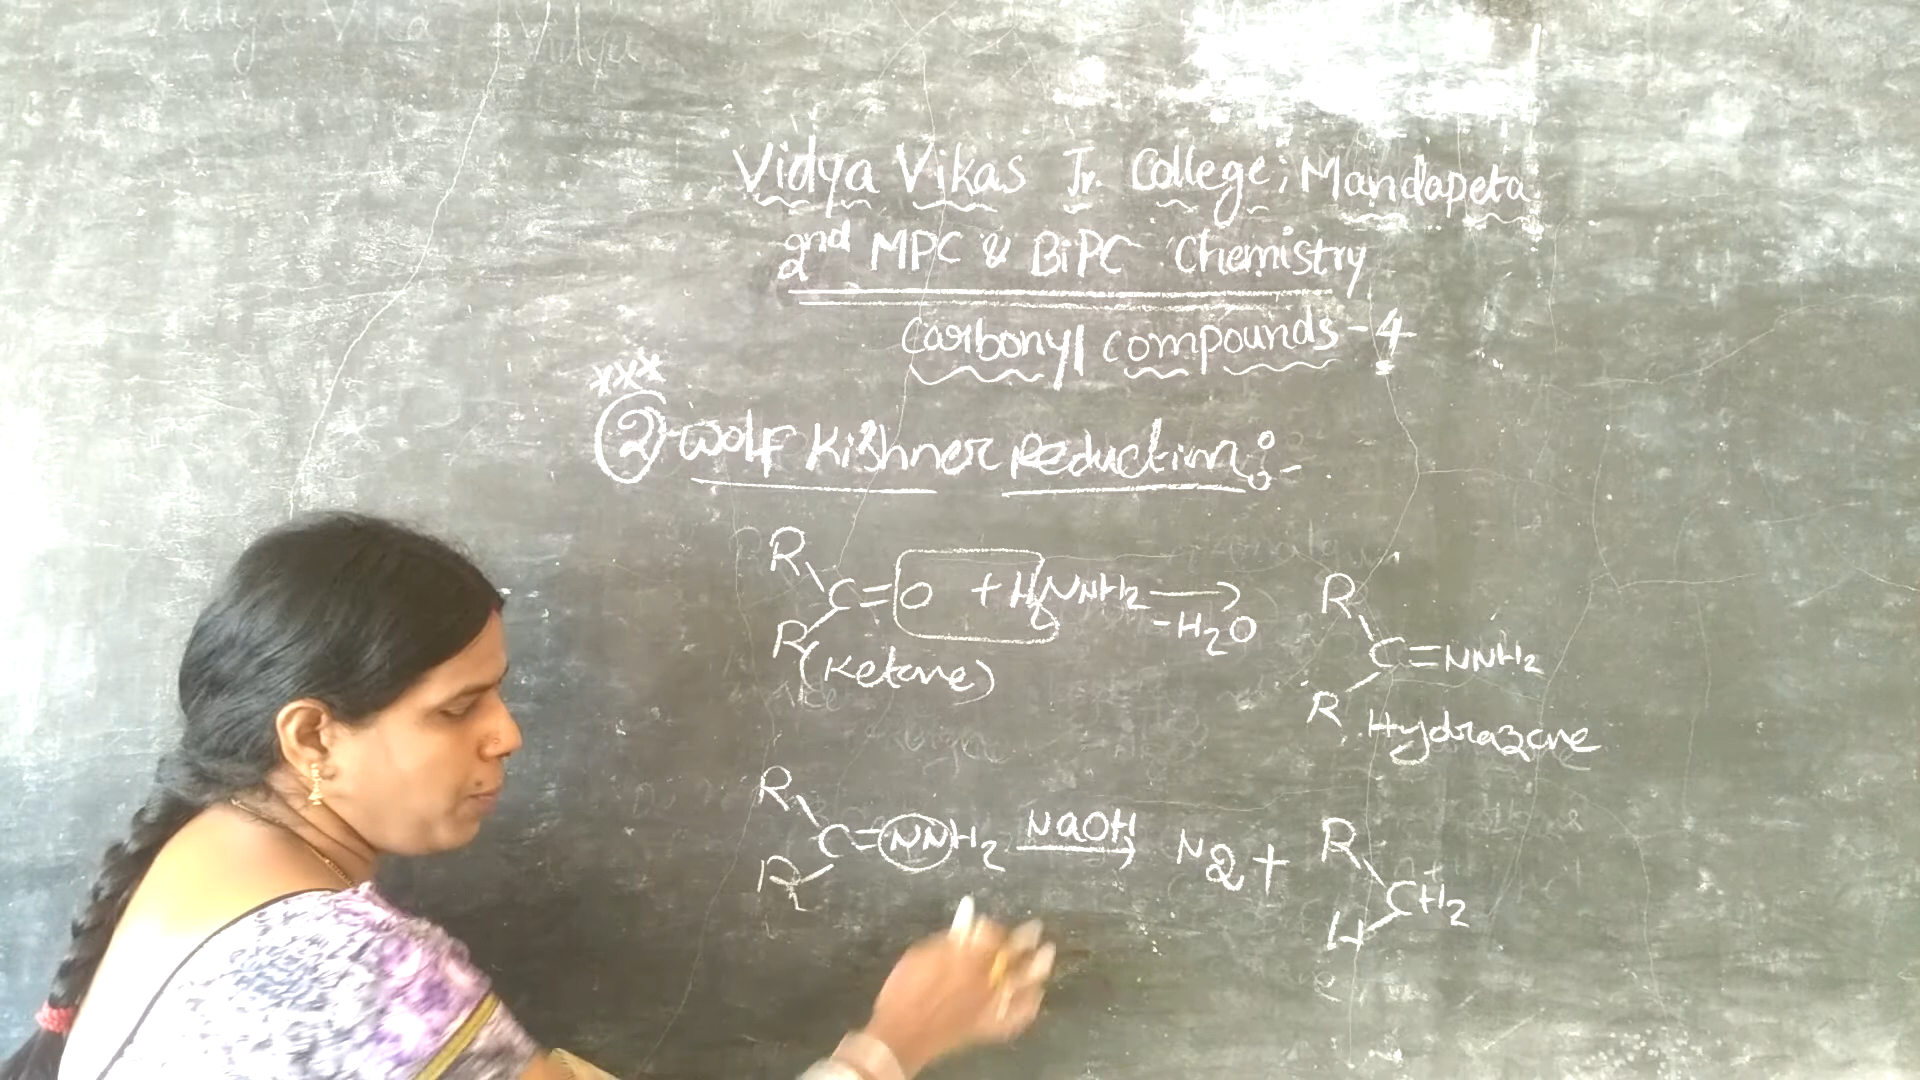 Vidya Vikas Jr. College; Mandapeta
2nd MPC & BiPC Chemistry
Carbonyl compounds - 4
***
2 - Wolf Kishner Reduction :-
R
C=O + H2NNH2 ⟶
-H2O
R
(Ketone)
R
C=NNH2
R
Hydrazone
R
C=NNH2 NaOH ⟶ N2 +
R
R
CH2
H